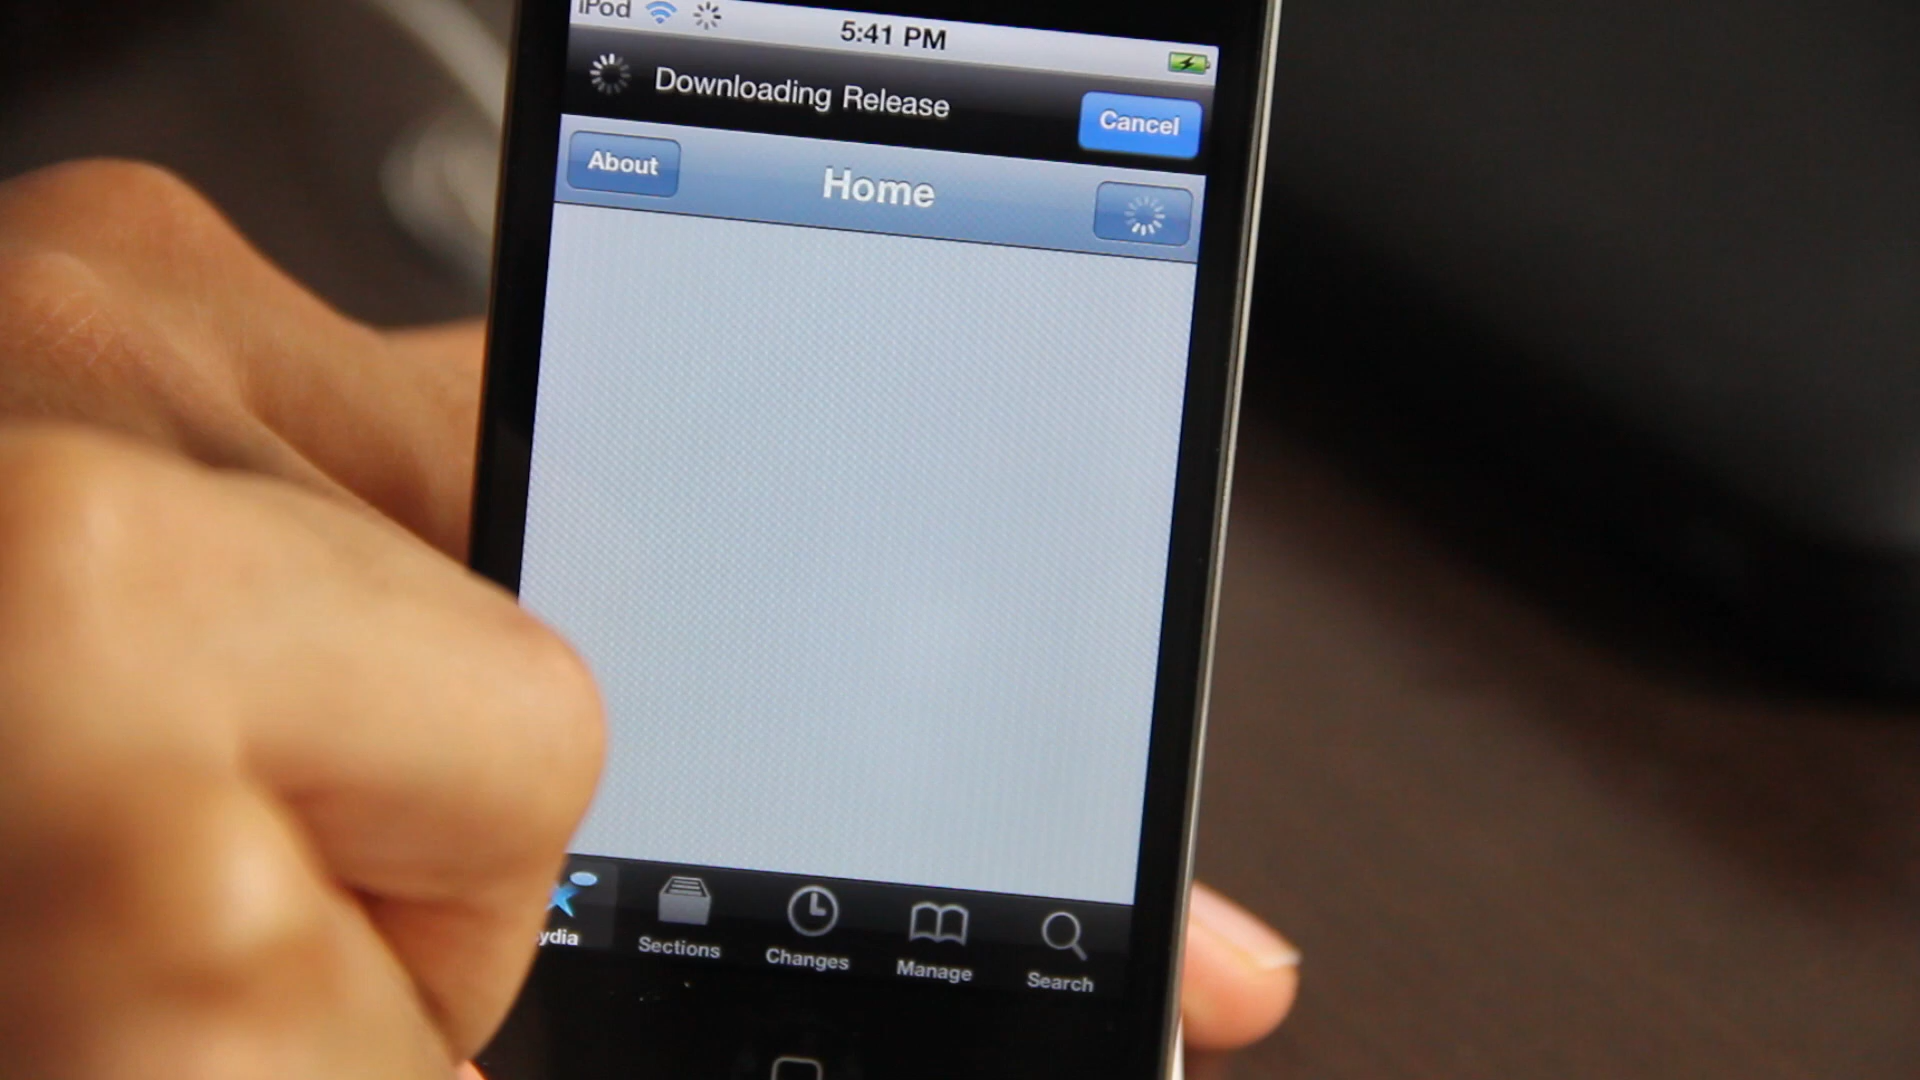 iPod
5:41 PM
Downloading Release
Cancel
About
Home
ydia
Sections
Changes
Manage
Search